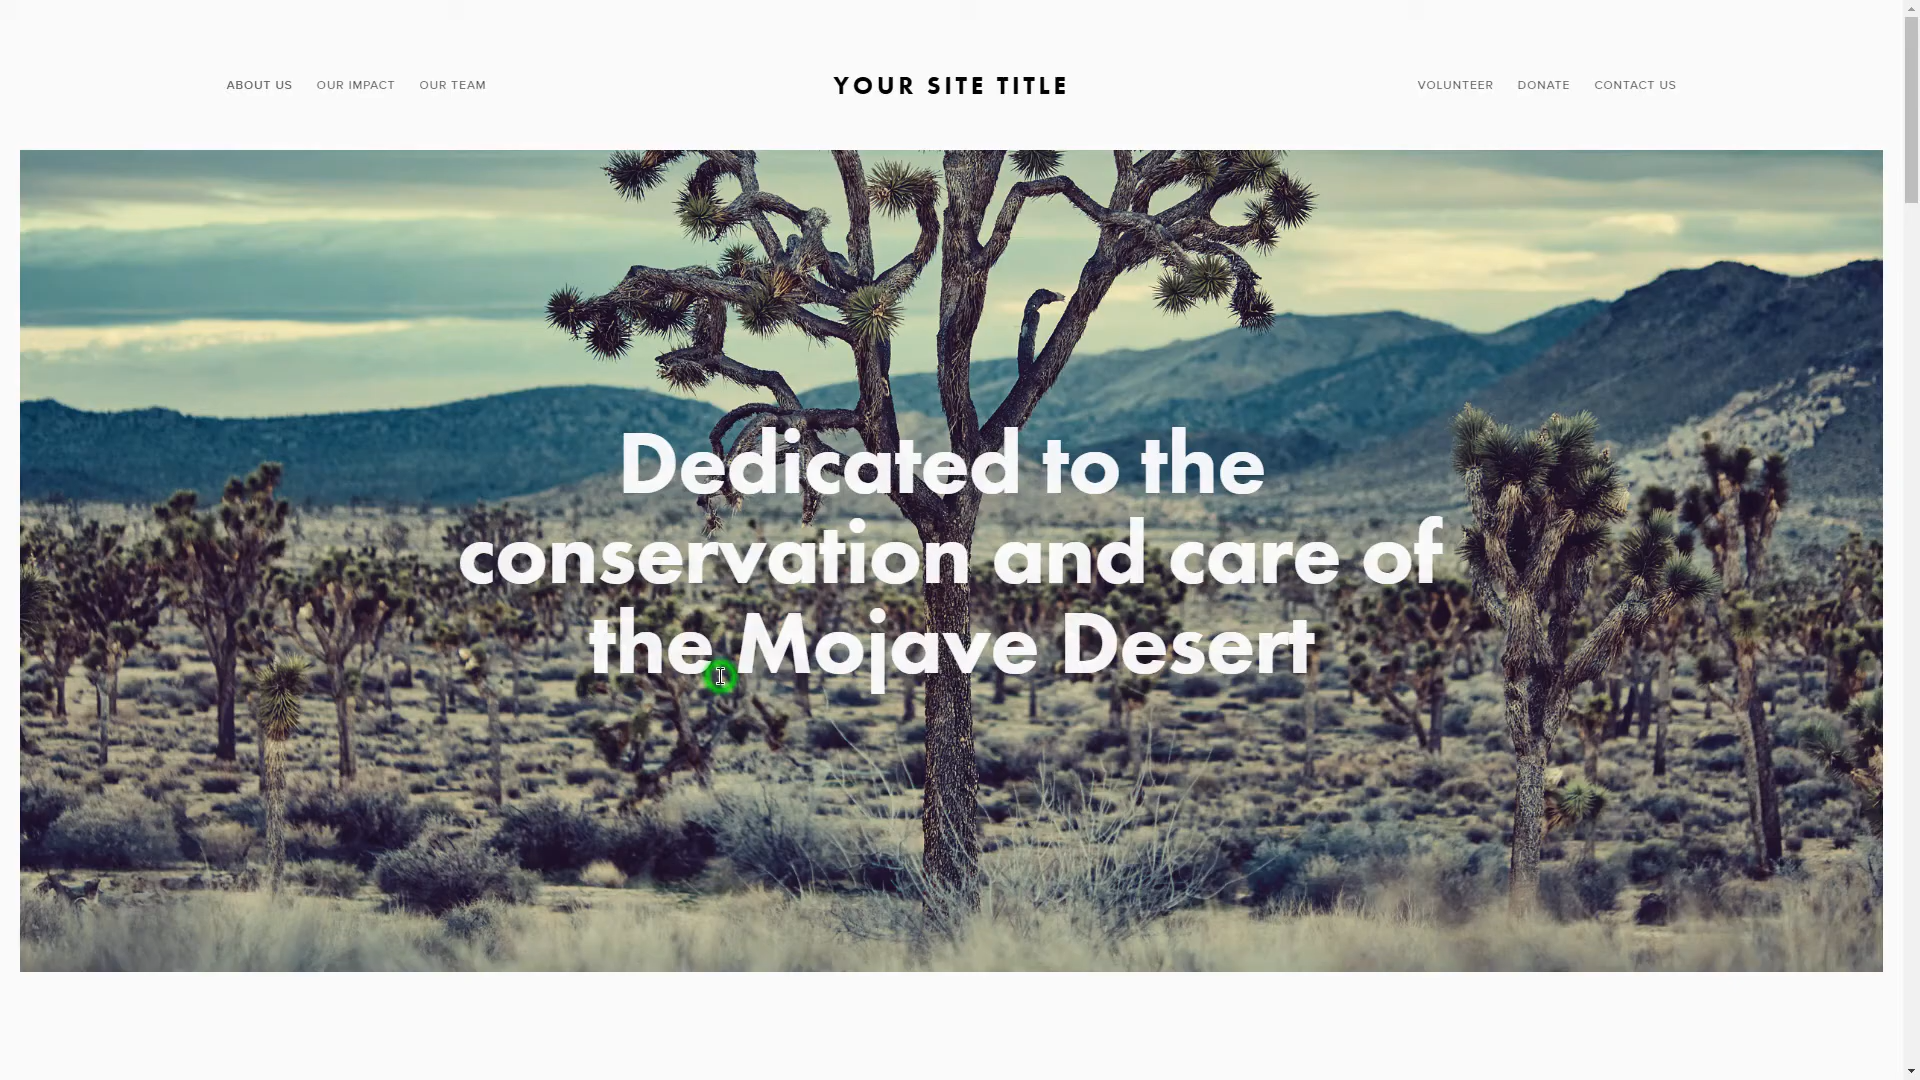 ABOUT US OUR IMPACT OUR TEAM YOUR SITE TITLE VOLUNTEER DONATE CONTACT US
Dedicated to the
conservation and care of
the Mojave Desert